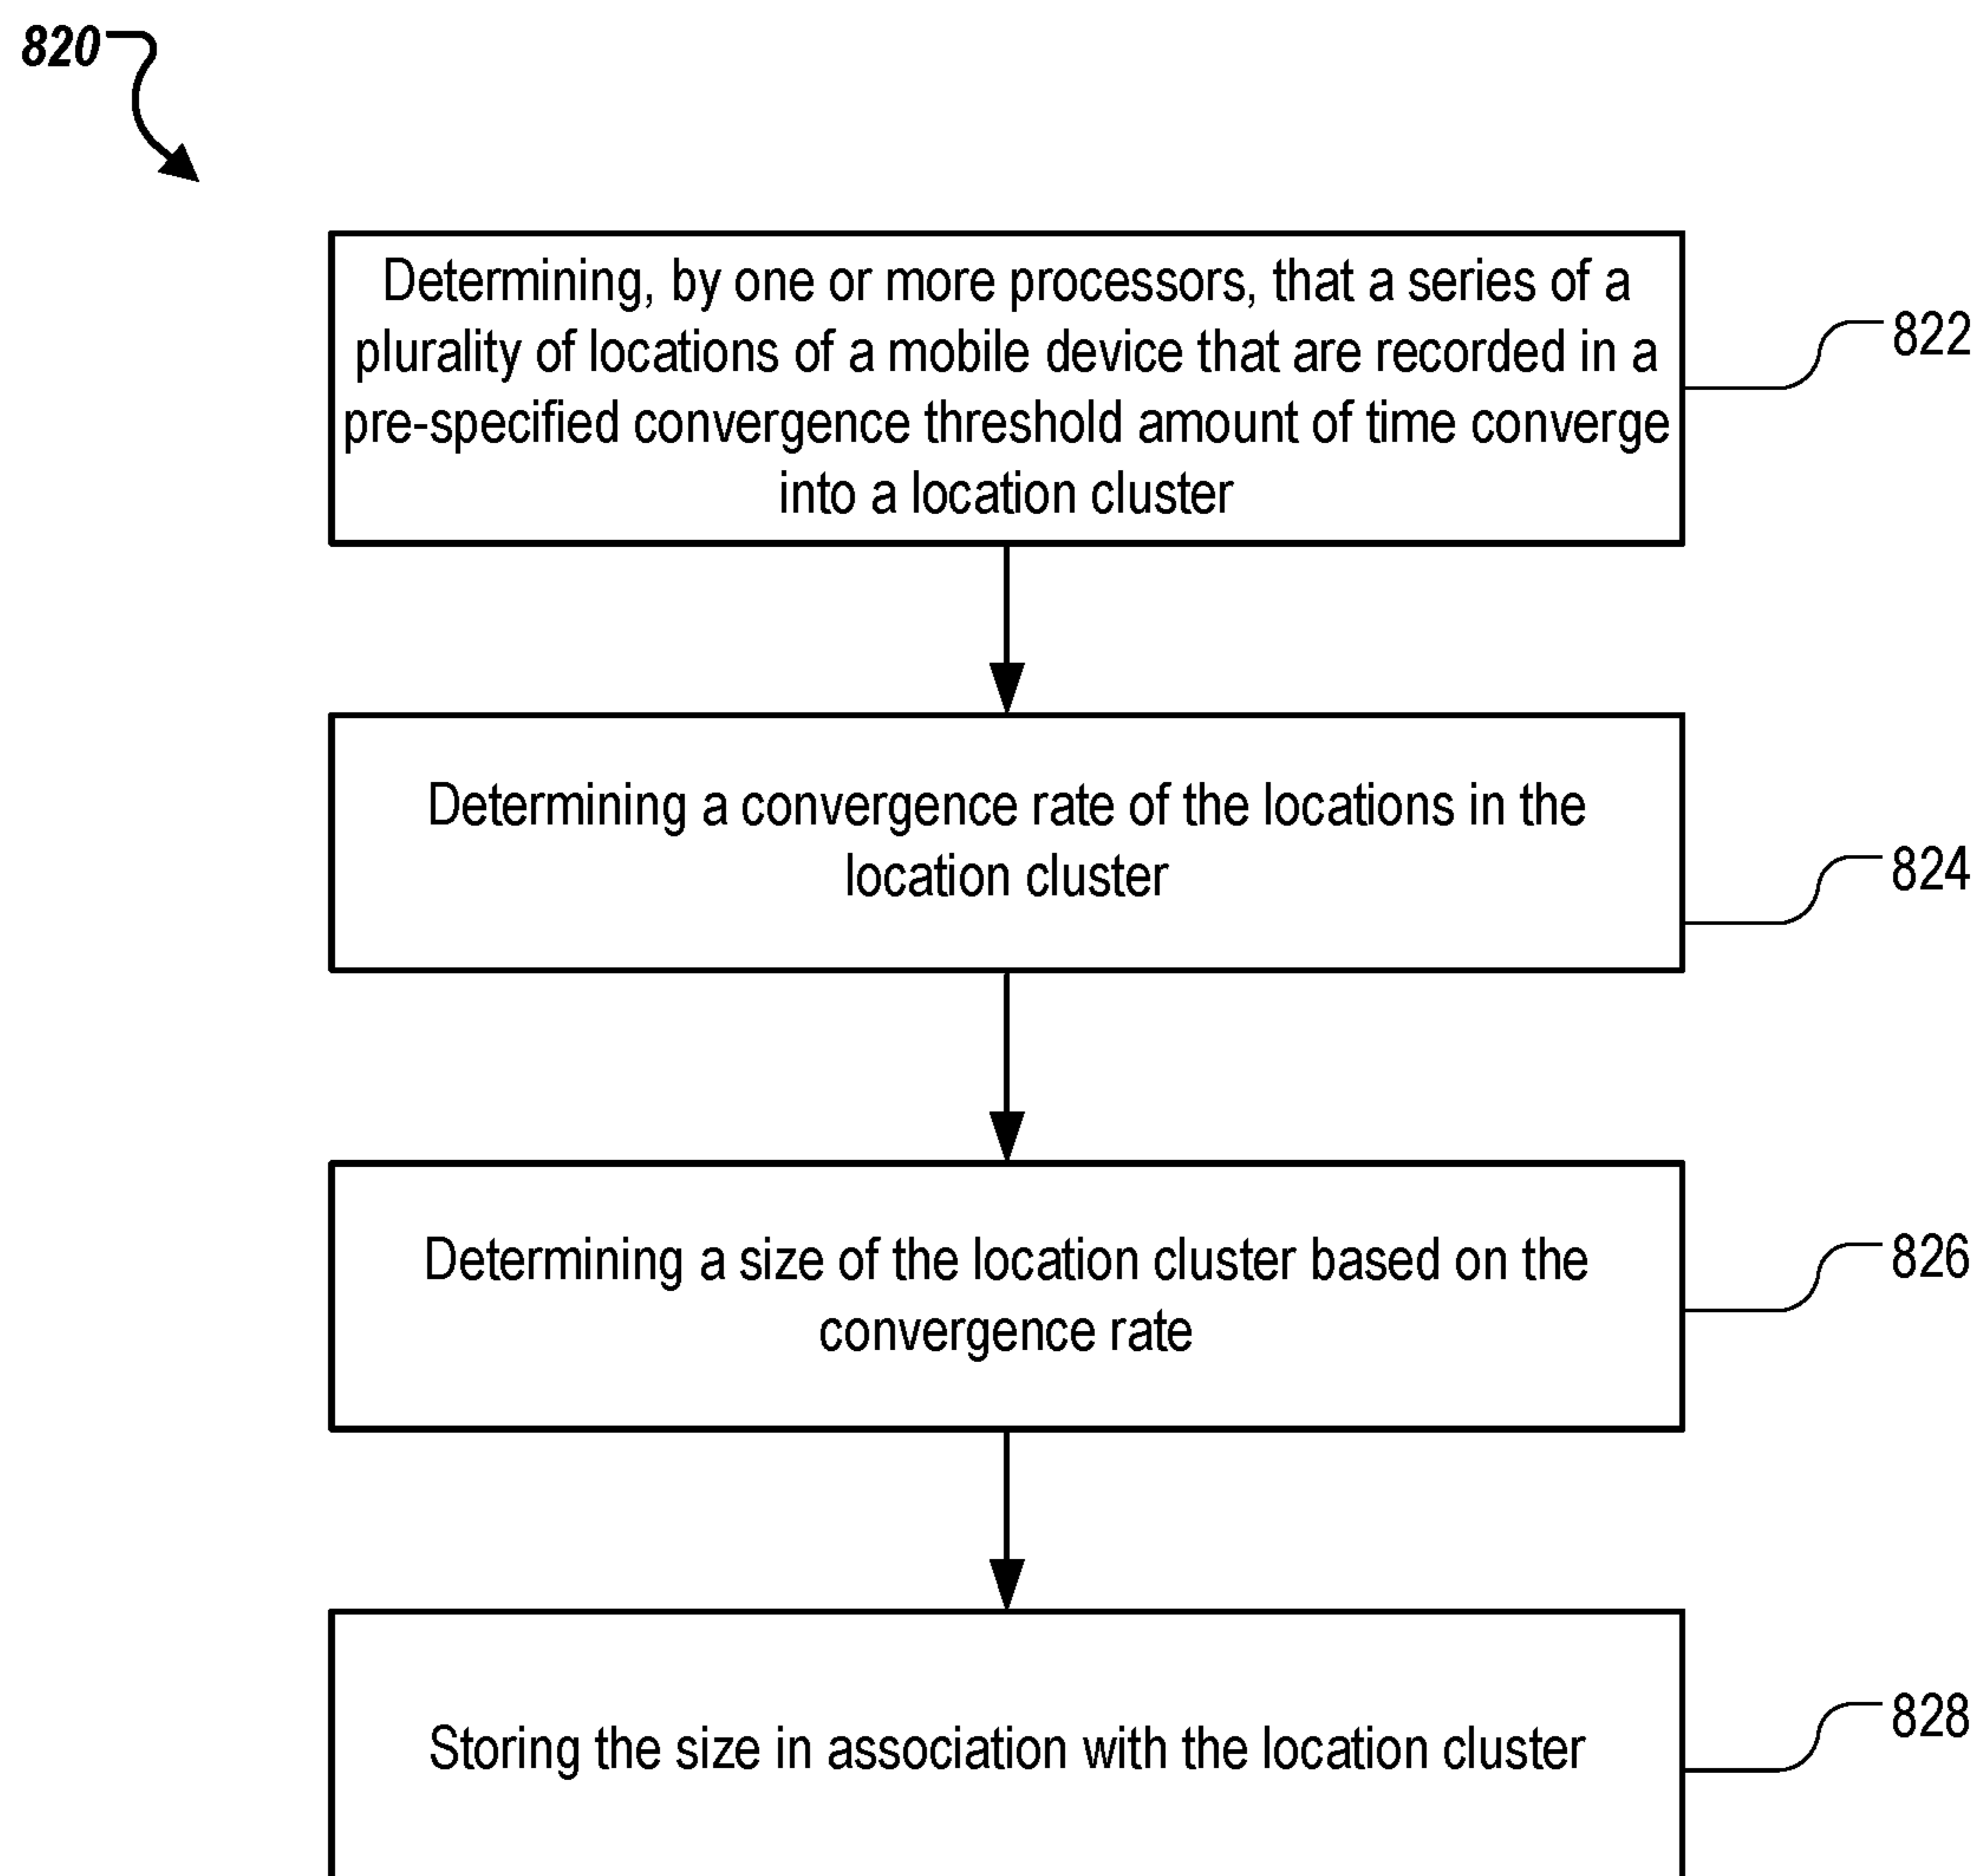 820
Determining, by one or more processors, that a series of a
plurality of locations of a mobile device that are recorded in a
pre-specified convergence threshold amount of time converge
into a location cluster
822
Determining a convergence rate of the locations in the
location cluster
824
Determining a size of the location cluster based on the
convergence rate
826
Storing the size in association with the location cluster
828